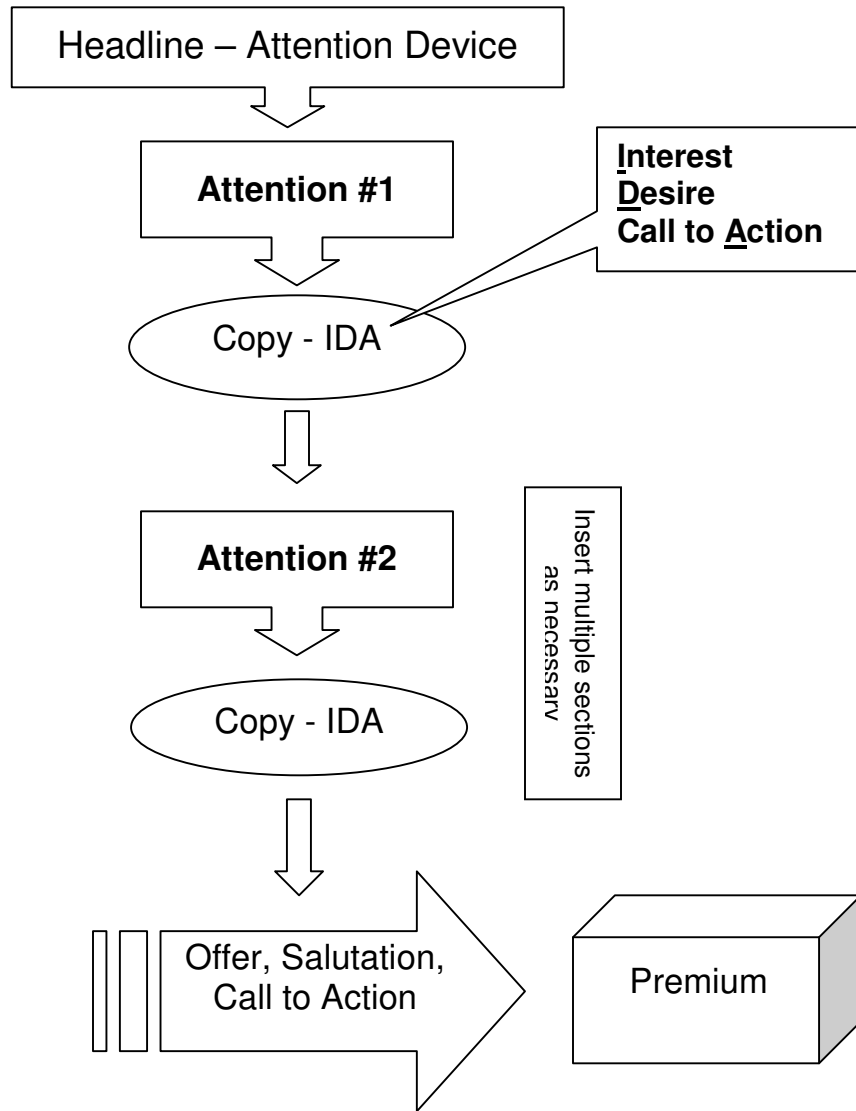 Headline – Attention Device
Attention #1
Interest
Desire
Call to Action
Copy - IDA
Attention #2
Insert multiple sections
as necessary
Copy - IDA
Offer, Salutation,
Call to Action
Premium